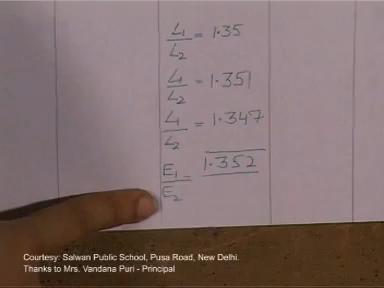 L₁/L₂ = 1.35
L₁/L₂ = 1.351
L₁/L₂ = 1.347
E₁/E₂ = 1.352
Courtesy: Salwan Public School, Pusa Road, New Delhi.
Thanks to Mrs. Vandana Puri - Principal